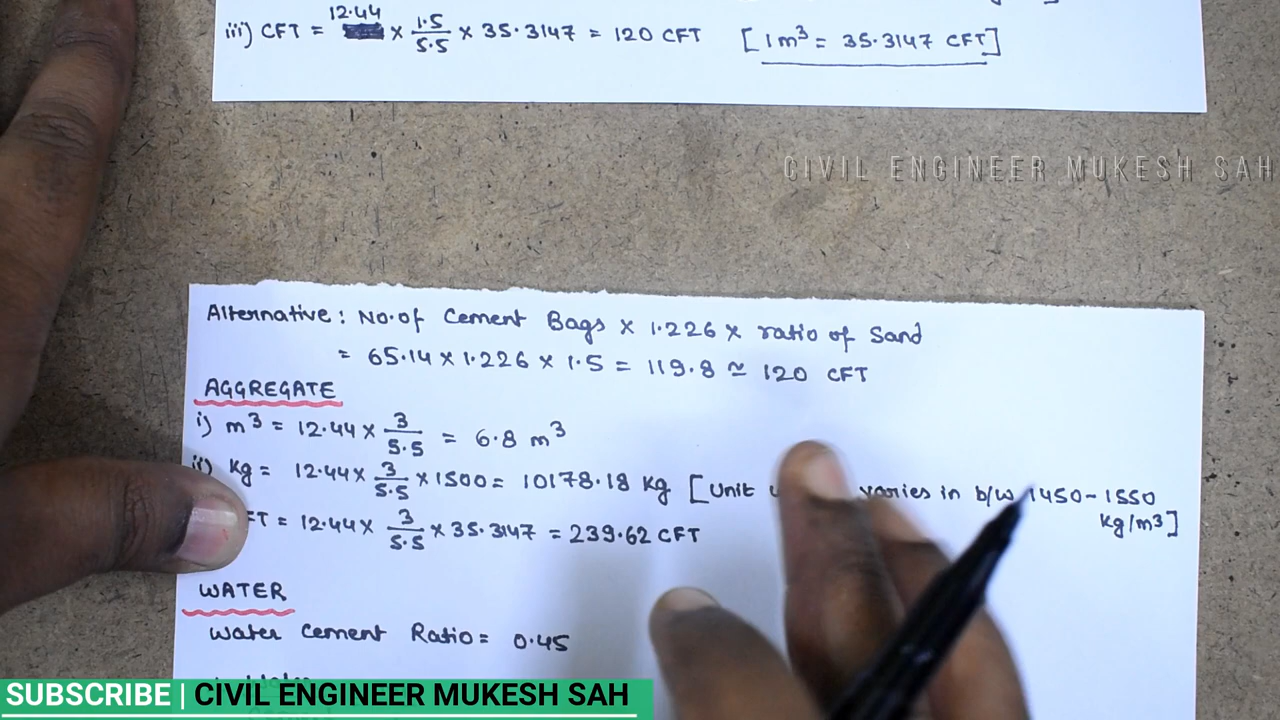 iii) CFT = 12.44 × 1.5/5.5 × 35.3147 = 120 CFT [1m³ = 35.3147 CFT]
CIVIL ENGINEER MUKESH SAH
Alternative: No.of Cement Bags × 1.226 × ratio of Sand
= 65.14 × 1.226 × 1.5 = 119.8 ≃ 120 CFT
AGGREGATE
i) m³ = 12.44 × 3/5.5 = 6.8 m³
ii) Kg = 12.44 × 3/5.5 × 1500 = 10178.18 Kg [Unit varies in b/w 1450-1550
Kg/m³]
FT = 12.44 × 3/5.5 × 35.3147 = 239.62 CFT
WATER
Water Cement Ratio = 0.45
SUBSCRIBE | CIVIL ENGINEER MUKESH SAH